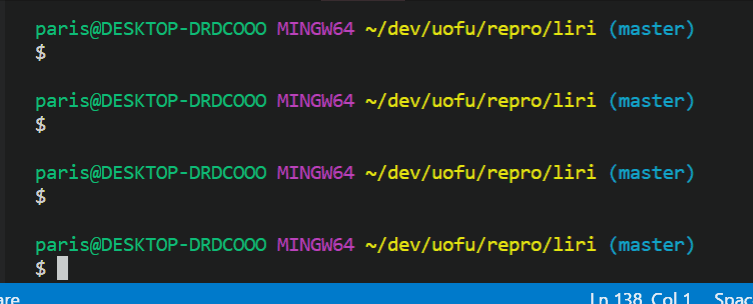 paris@DESKTOP-DRDCOOO MINGW64 ~/dev/uofu/repro/liri (master)
$
paris@DESKTOP-DRDCOOO MINGW64 ~/dev/uofu/repro/liri (master)
$
paris@DESKTOP-DRDCOOO MINGW64 ~/dev/uofu/repro/liri (master)
$
paris@DESKTOP-DRDCOOO MINGW64 ~/dev/uofu/repro/liri (master)
$
are Ln 138, Col 1 Spac